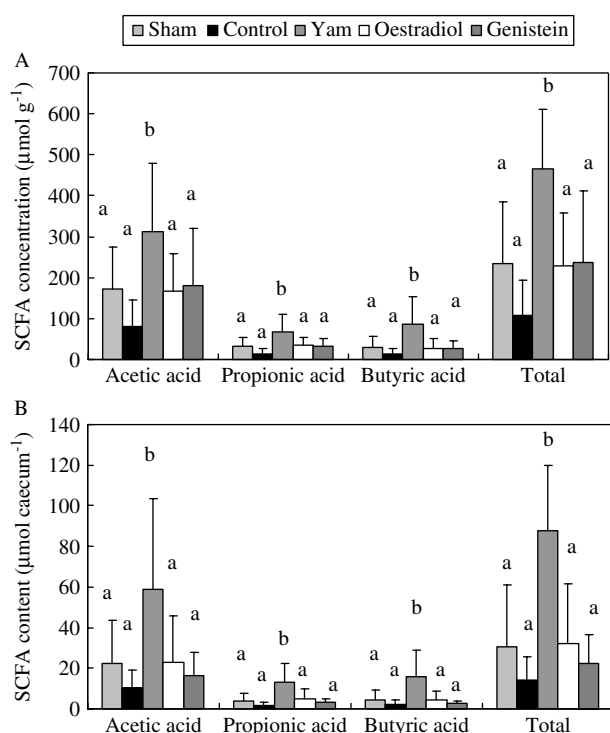 Sham Control Yam Oestradiol Genistein
A
SCFA concentration (µmol g⁻¹)
700
600
500
400
300
200
100
0
a a b a a
a a b a a
a a b a a
a a b a a
Acetic acid Propionic acid Butyric acid Total
B
SCFA content (µmol caecum⁻¹)
140
120
100
80
60
40
20
0
a a b a a
a a b a a
a a b a a
a a b a a
Acetic acid Propionic acid Butyric acid Total